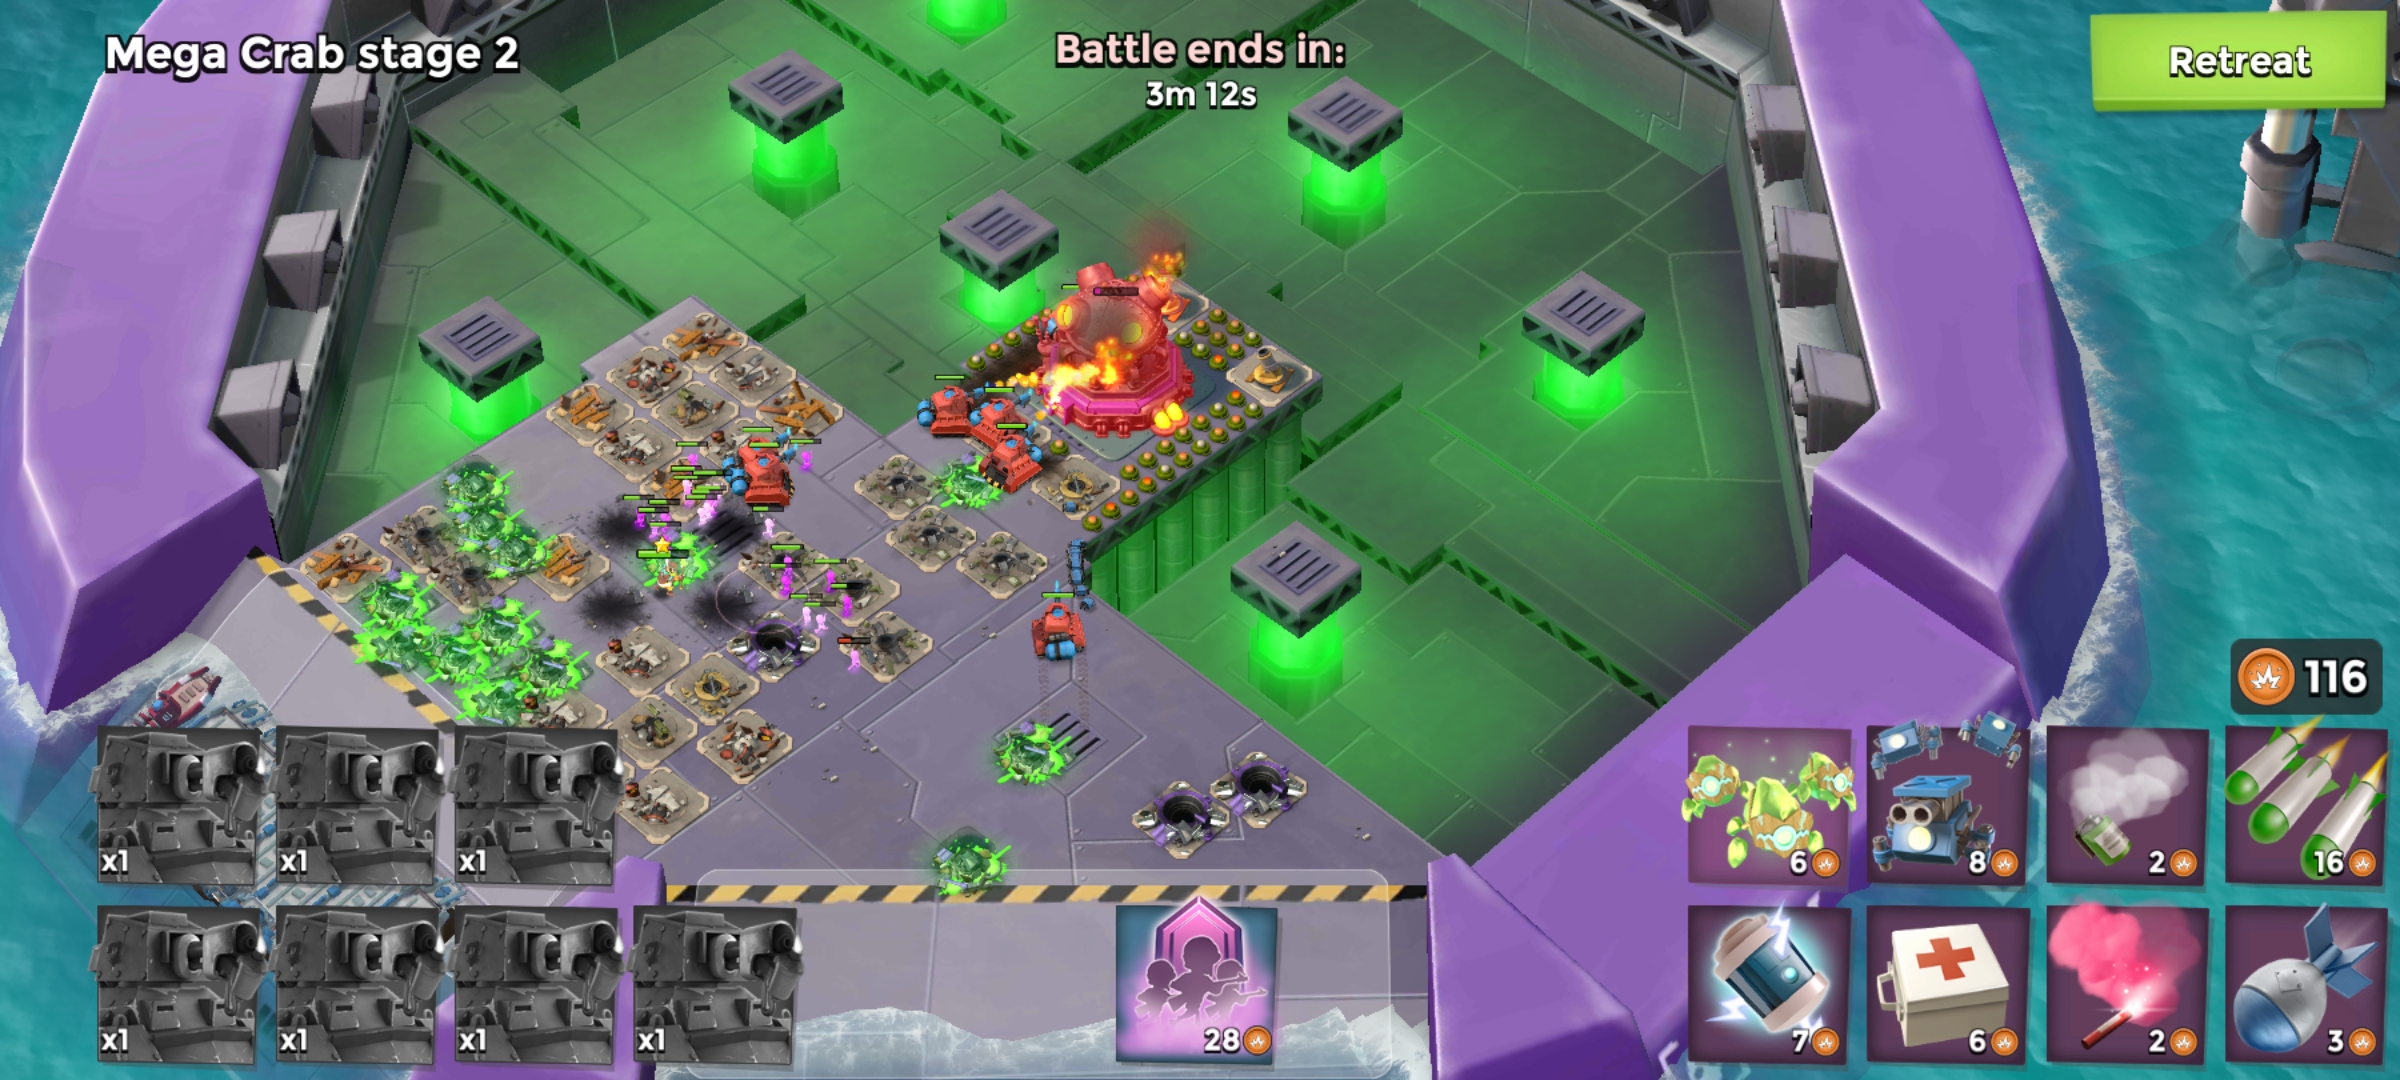 Mega Crab stage 2
Battle ends in:
3m 12s
Retreat
116
x1
x1
x1
6
8
2
16
x1
x1
x1
x1
28
7
6
2
3